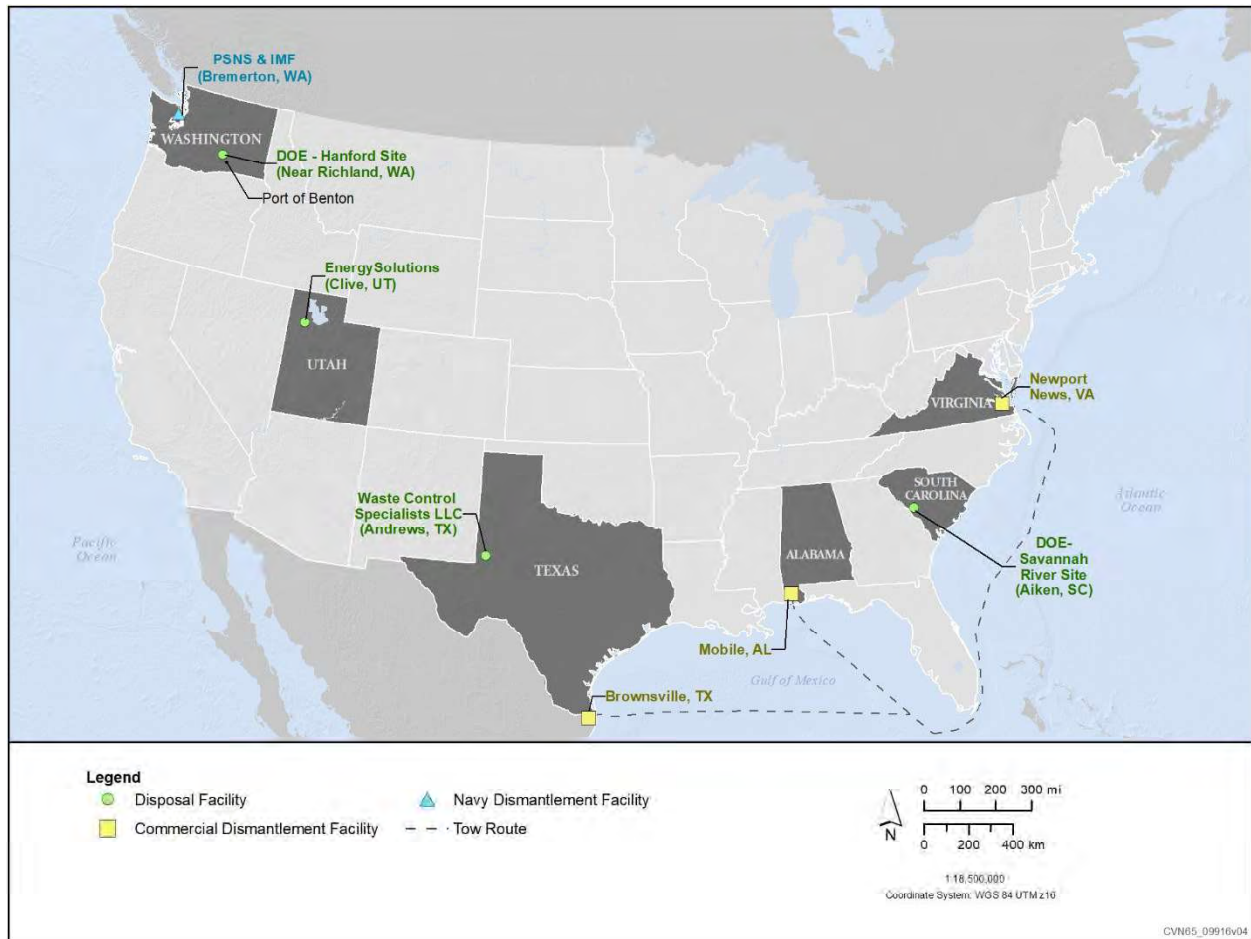 PSNS & IMF
(Bremerton, WA)
WASHINGTON
DOE - Hanford Site
(Near Richland, WA)
Port of Benton
EnergySolutions
(Clive, UT)
UTAH
Newport
News, VA
VIRGINIA
Waste Control
Specialists LLC
(Andrews, TX)
TEXAS
SOUTH
CAROLINA
ALABAMA
Atlantic
Ocean
Pacific
Ocean
DOE-
Savannah
River Site
(Aiken, SC)
Mobile, AL
Gulf of Mexico
Brownsville, TX
Legend
Disposal Facility
Navy Dismantlement Facility
Commercial Dismantlement Facility
Tow Route
N
0 100 200 300 mi
0 200 400 km
1:18,500,000
Coordinate System: WGS 84 UTM z16
CVN65_09916v04